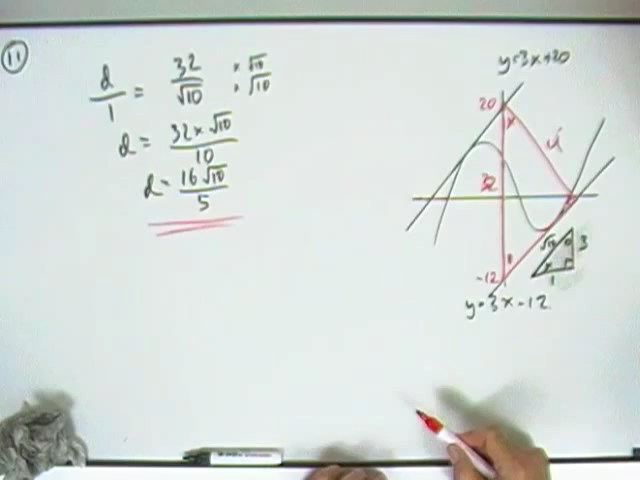 11
d/1 = 32/√10 × √10/√10
d = 32×√10/10
d = 16√10/5
y=3x+20
20
x
d
32
-12
y=3x-12
√10
3
x
1